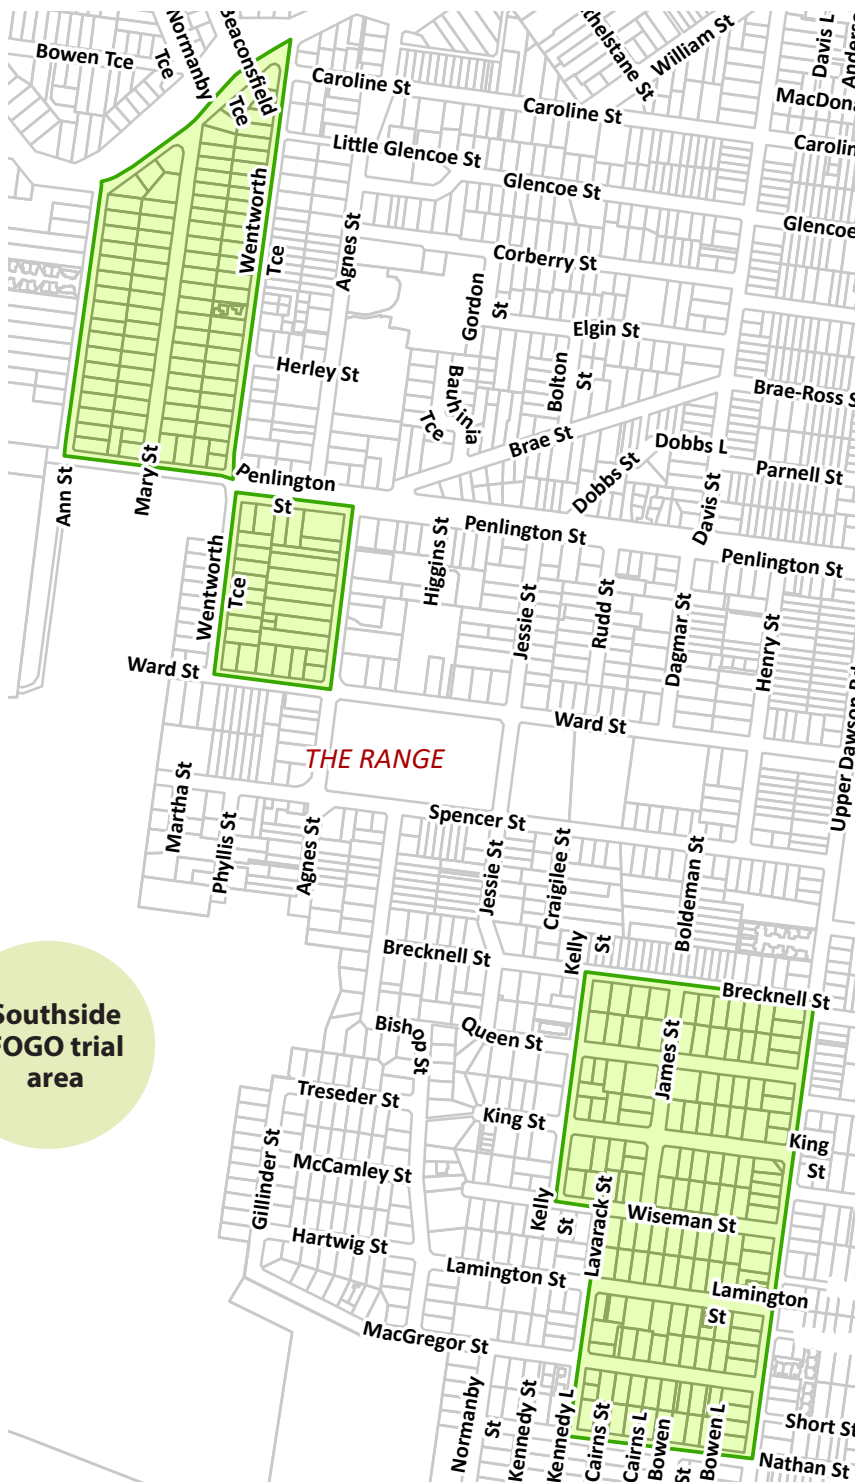 Bowen Tce
Normanby
Tce
Beaconsfield
Tce
Caroline St
Caroline St
William St
Davis L
MacDon
Carolin
Little Glencoe St
Glencoe St
Glencoe
Wentworth
Tce
Agnes St
Corberry St
Gordon
St
Elgin St
Herley St
Bauhinia
Tce
Bolton
St
Brae-Ross S
Brae St
Dobbs L
Dobbs St
Parnell St
Davis St
Ann St
Mary St
Penlington
St
Penlington St
Penlington St
Wentworth
Tce
Higgins St
Jessie St
Rudd St
Dagmar St
Henry St
Ward St
Ward St
THE RANGE
Upper Dawson Rd
Martha St
Phyllis St
Agnes St
Spencer St
Jessie St
Craigilee St
Boldeman St
Brecknell St
Kelly
St
Brecknell St
Southside
FOGO trial
area
Bishop St
Queen St
James St
Treseder St
King St
King
St
Gillinder St
McCamley St
Kelly
St
Lavarack St
Wiseman St
Hartwig St
Lamington St
Lamington
St
MacGregor St
Normanby
St
Kennedy St
Kennedy L
Cairns St
Cairns L
Bowen
St
Bowen L
Short St
Nathan St